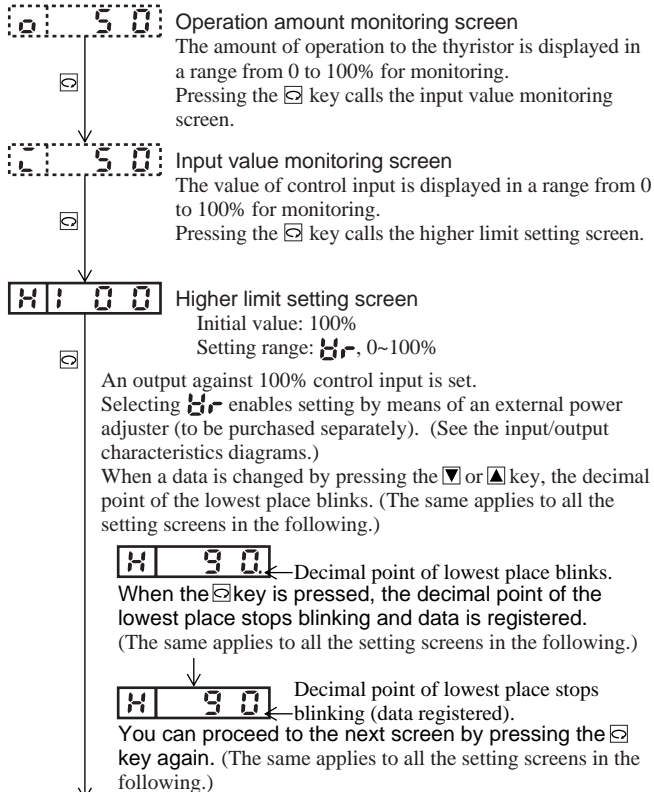 o 50 Operation amount monitoring screen
The amount of operation to the thyristor is displayed in
a range from 0 to 100% for monitoring.
Pressing the key calls the input value monitoring
screen.
50 Input value monitoring screen
The value of control input is displayed in a range from 0
to 100% for monitoring.
Pressing the key calls the higher limit setting screen.
H100 Higher limit setting screen
Initial value: 100%
Setting range: , 0~100%
An output against 100% control input is set.
Selecting enables setting by means of an external power
adjuster (to be purchased separately). (See the input/output
characteristics diagrams.)
When a data is changed by pressing the ▼ or ▲ key, the decimal
point of the lowest place blinks. (The same applies to all the
setting screens in the following.)
H 90. Decimal point of lowest place blinks.
When the key is pressed, the decimal point of the
lowest place stops blinking and data is registered.
(The same applies to all the setting screens in the following.)
H 90 Decimal point of lowest place stops
blinking (data registered).
You can proceed to the next screen by pressing the
key again. (The same applies to all the setting screens in the
following.)